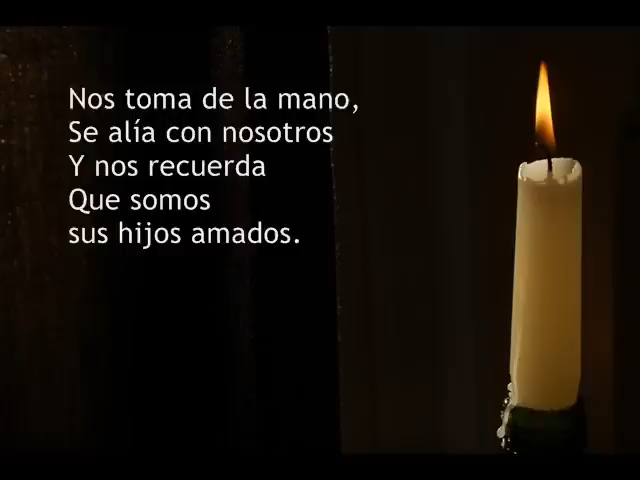 Nos toma de la mano,
Se alía con nosotros
Y nos recuerda
Que somos
sus hijos amados.